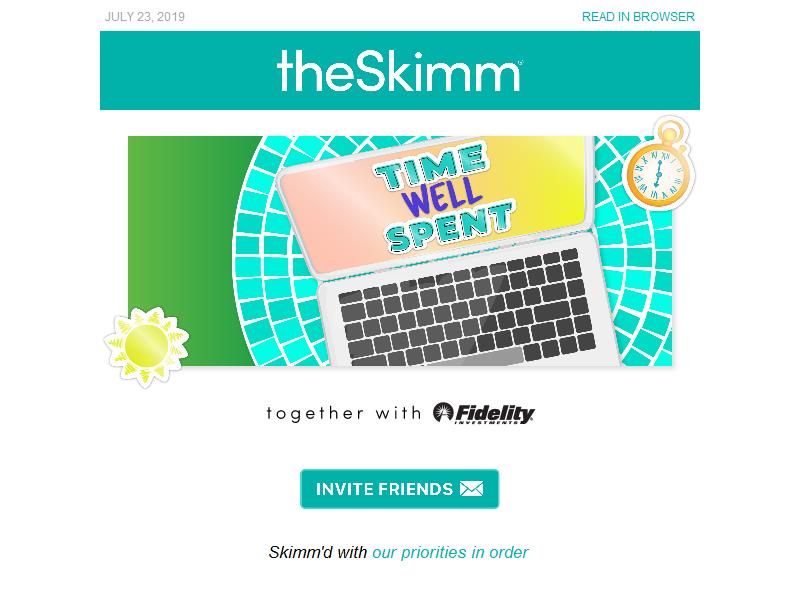 JULY 23, 2019
READ IN BROWSER
theSkimm
TIME
WELL
SPENT
together with Fidelity
INVESTMENTS
INVITE FRIENDS
Skimm'd with our priorities in order